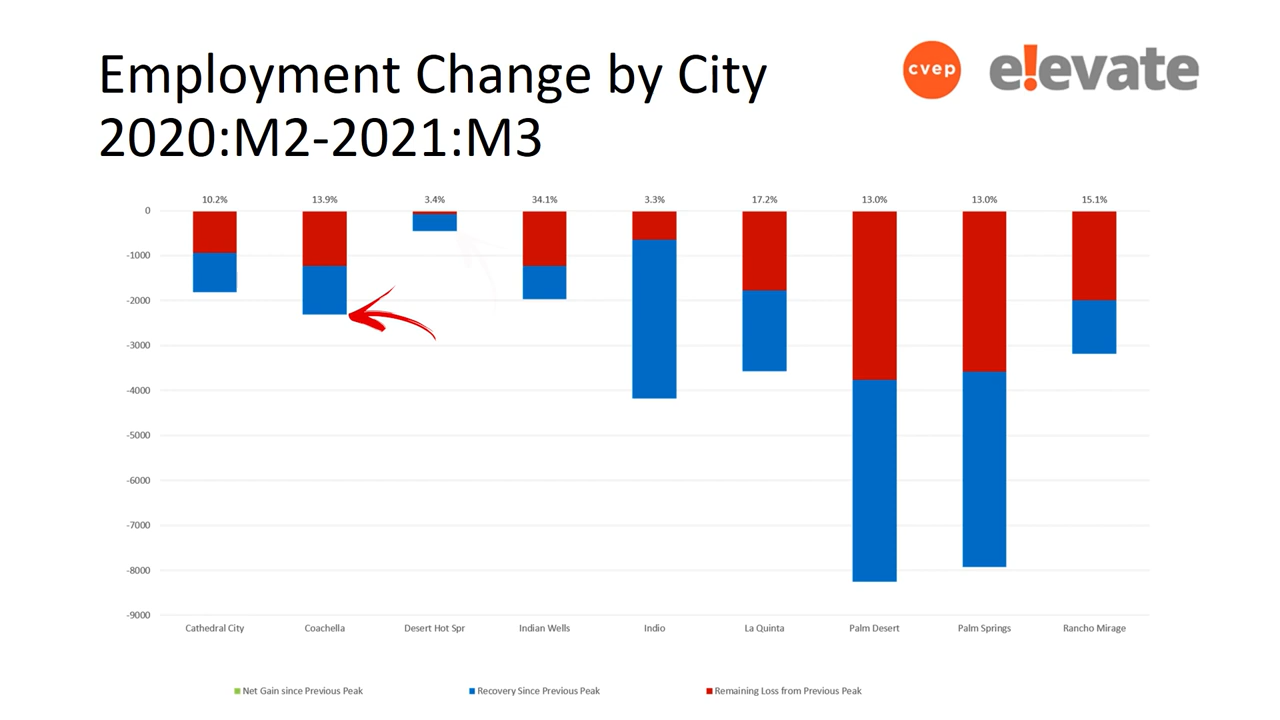 Employment Change by City
2020:M2-2021:M3
cvep
e!evate
10.2% 13.9% 3.4% 34.1% 3.3% 17.2% 13.0% 13.0% 15.1%
0
-1000
-2000
-3000
-4000
-5000
-6000
-7000
-8000
-9000
Cathedral City Coachella Desert Hot Spr Indian Wells Indio La Quinta Palm Desert Palm Springs Rancho Mirage
Net Gain since Previous Peak Recovery Since Previous Peak Remaining Loss from Previous Peak